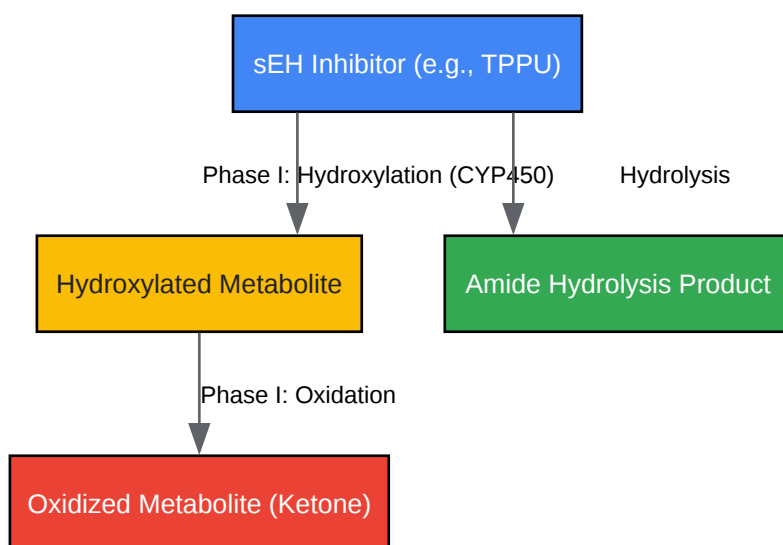 sEH Inhibitor (e.g., TPPU)
Phase I: Hydroxylation (CYP450)
Hydrolysis
Hydroxylated Metabolite
Amide Hydrolysis Product
Phase I: Oxidation
Oxidized Metabolite (Ketone)